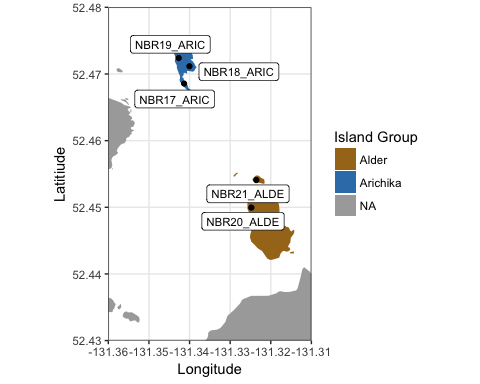 52.48
52.47
52.46
52.45
52.44
52.43
Latitiude
NBR19_ARIC
NBR18_ARIC
NBR17_ARIC
NBR21_ALDE
NBR20_ALDE
-131.36
-131.35
-131.34
-131.33
-131.32
-131.31
Longitude
Island Group
Alder
Arichika
NA